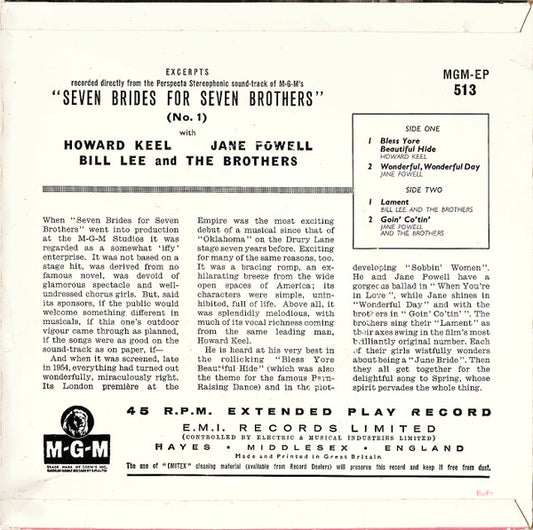 EXCERPTS
recorded directly from the Perspecta Stereophonic sound-track of M-G-M's
"SEVEN BRIDES FOR SEVEN BROTHERS"
(No. 1)
with
HOWARD KEEL JANE POWELL
BILL LEE and THE BROTHERS
MGM-EP
513
SIDE ONE
1 Bless Yore
Beautiful Hide
HOWARD KEEL
2 Wonderful, Wonderful Day
JANE POWELL
SIDE TWO
1 Lament
BILL LEE AND THE BROTHERS
2 Goin' Co'tin'
JANE POWELL
AND THE BROTHERS
When "Seven Brides for Seven
Brothers" went into production
at the M-G-M Studios it was
regarded as a somewhat 'iffy'
enterprise. It was not based on a
stage hit, was derived from no
famous novel, was devoid of
glamorous spectacle and well-
undressed chorus girls. But, said
its sponsors, if the public would
welcome something different in
musicals, if this one's outdoor
vigour came through as planned,
if the songs were as good on the
sound-track as on paper, if—
And when it was screened, late
in 1954, everything had turned out
wonderfully, miraculously right.
Its London première at the
Empire was the most exciting
debut of a musical since that of
"Oklahoma" on the Drury Lane
stage seven years before. Exciting
for many of the same reasons, too.
It was a bracing romp, an ex-
hilarating breeze from the wide
open spaces of America; its
characters were simple, unin-
hibited, full of life. Above all, it
was splendidly melodious, with
much of its vocal richness coming
from the same leading man,
Howard Keel.
He is heard at his very best in
the rollicking "Bless Yore
Beautiful Hide" (which was also
the theme for the famous Barn-
Raising Dance) and in the plot-
developing "Sobbin' Women".
He and Jane Powell have a
gorgeous ballad in "When You're
in Love", while Jane shines in
"Wonderful Day" and with the
brothers in "Goin' Co'tin'". The
brothers sing their "Lament" as
their axes swing in the film's most
brilliantly original number. Each
of their girls wistfully wonders
about being a "June Bride". Then
they all get together for the
delightful song to Spring, whose
spirit pervades the whole thing.
M-G-M
TRADE MARK OF LOEW'S INC.
45 R.P.M. EXTENDED PLAY RECORD
E.M.I. RECORDS LIMITED
(CONTROLLED BY ELECTRIC & MUSICAL INDUSTRIES LIMITED)
HAYES · MIDDLESEX · ENGLAND
Made and Printed in Great Britain
The use of "EMITEX" cleaning material (available from Record Dealers) will preserve this record and keep it free from dust.